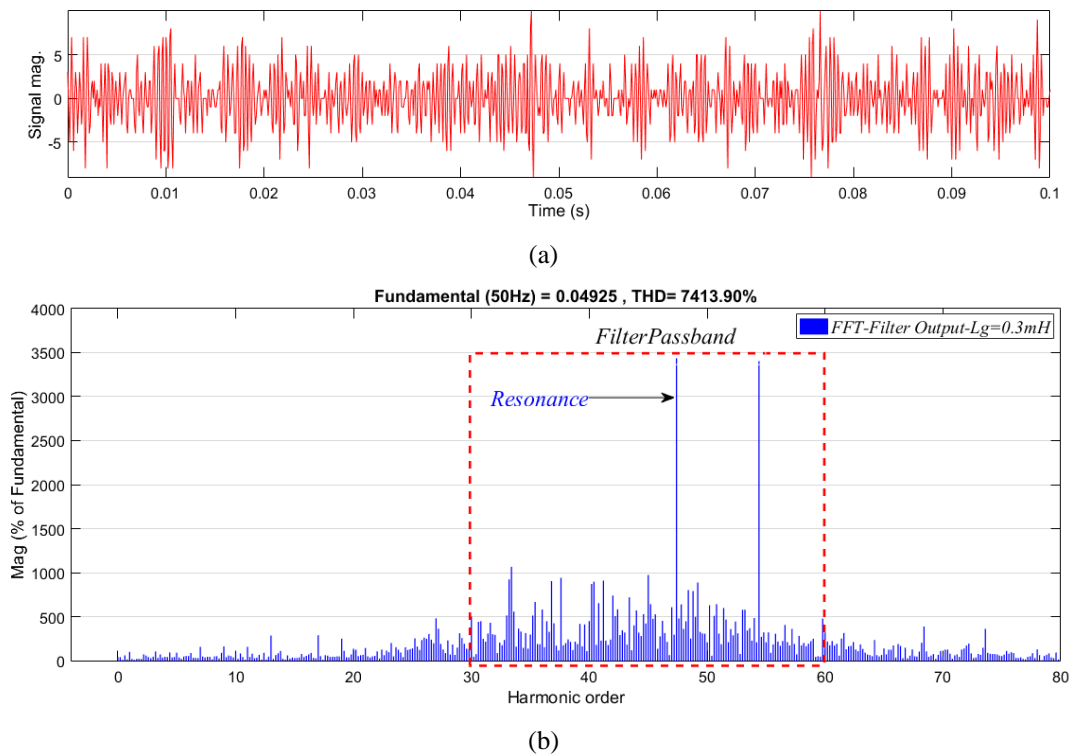 Signal mag.
5
0
-5
0 0.01 0.02 0.03 0.04 0.05 0.06 0.07 0.08 0.09 0.1
Time (s)
(a)
Fundamental (50Hz) = 0.04925 , THD= 7413.90%
Mag (% of Fundamental)
4000
3500
3000
2500
2000
1500
1000
500
0
FFT-Filter Output-Lg=0.3mH
FilterPassband
Resonance
0 10 20 30 40 50 60 70 80
Harmonic order
(b)